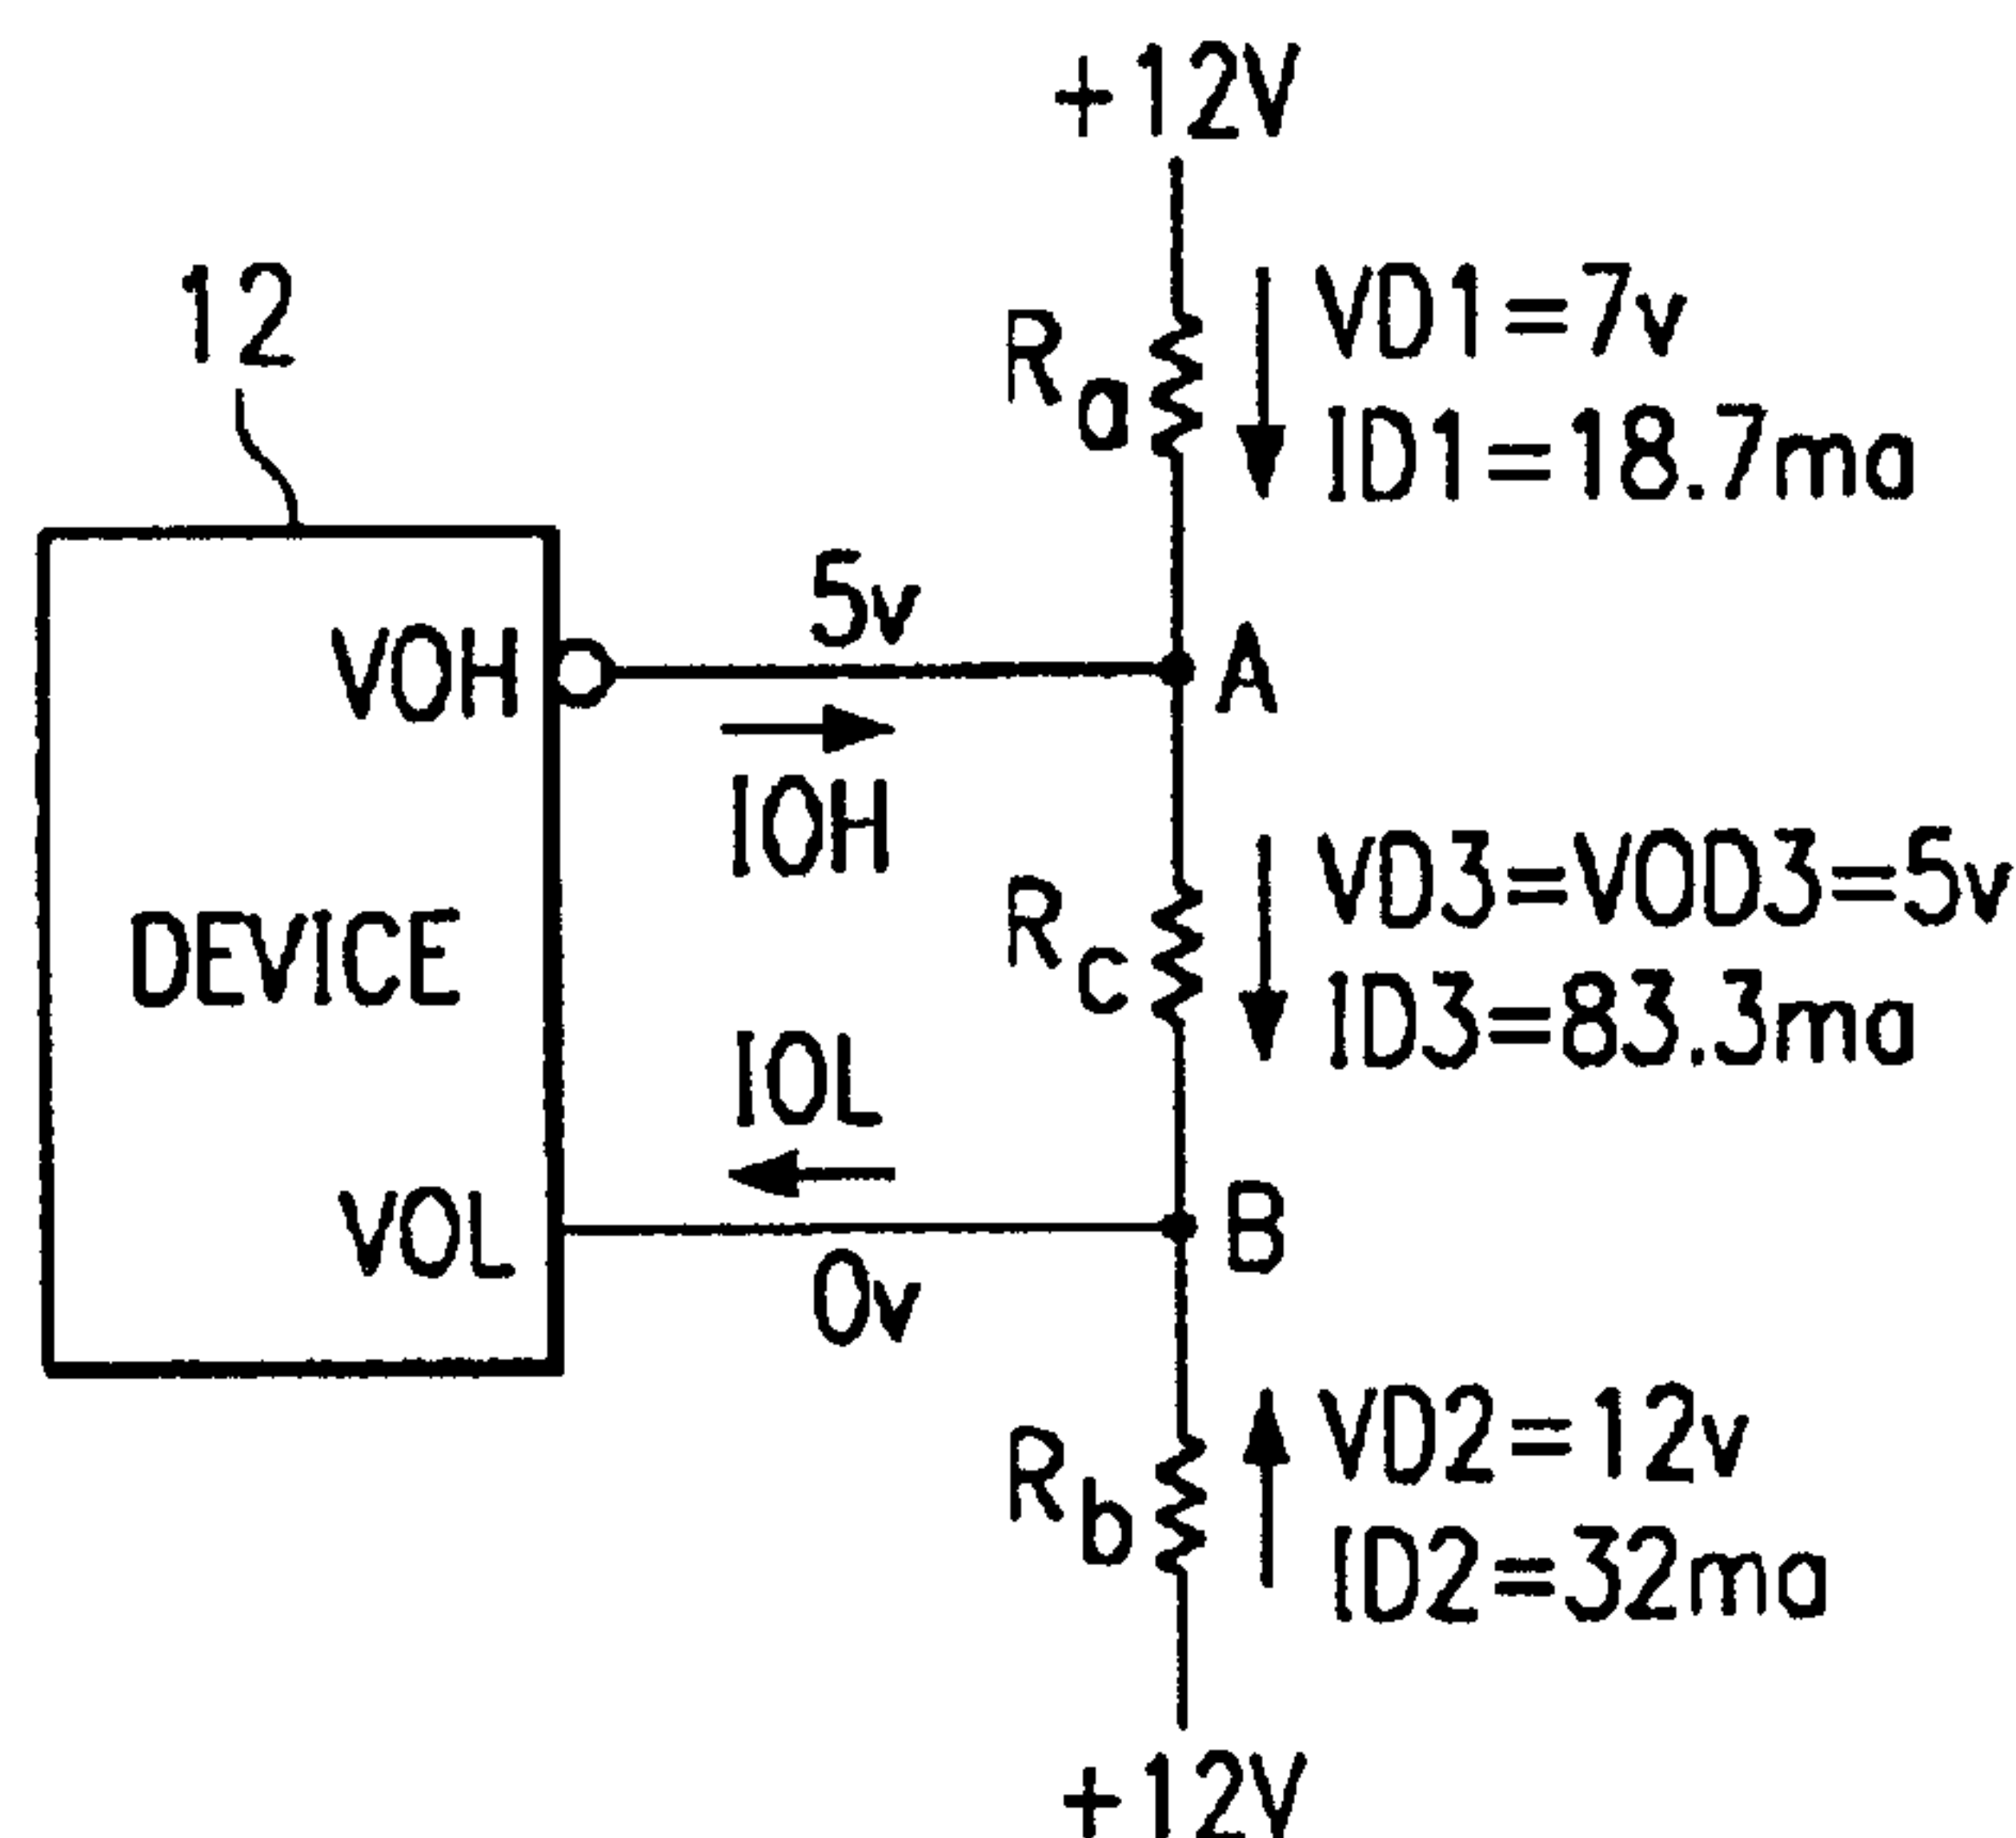 +12V
12
Ra
VD1=7v
ID1=18.7ma
5v
VOH
A
IOH
Rc
VD3=VOD3=5v
ID3=83.3ma
DEVICE
IOL
VOL
B
0v
Rb
VD2=12v
ID2=32ma
+12V